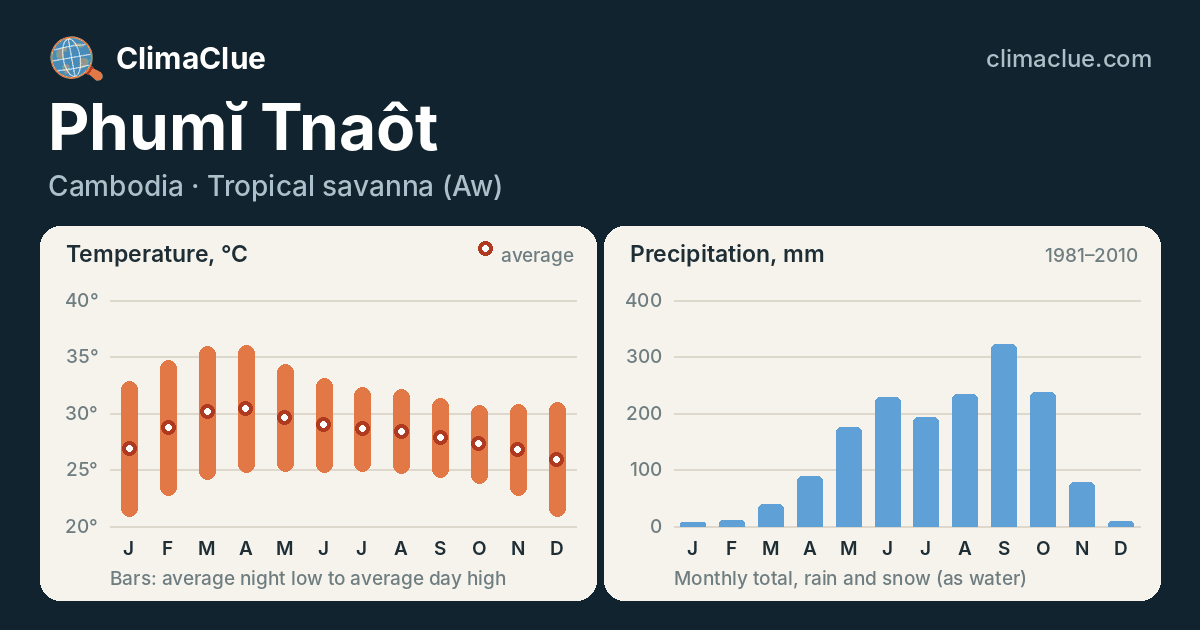 ClimaClue
climaclue.com
Phumĭ Tnaôt
Cambodia · Tropical savanna (Aw)
Temperature, °C
average
40°
35°
30°
25°
20°
J F M A M J J A S O N D
Bars: average night low to average day high
Precipitation, mm
1981–2010
400
300
200
100
0
J F M A M J J A S O N D
Monthly total, rain and snow (as water)